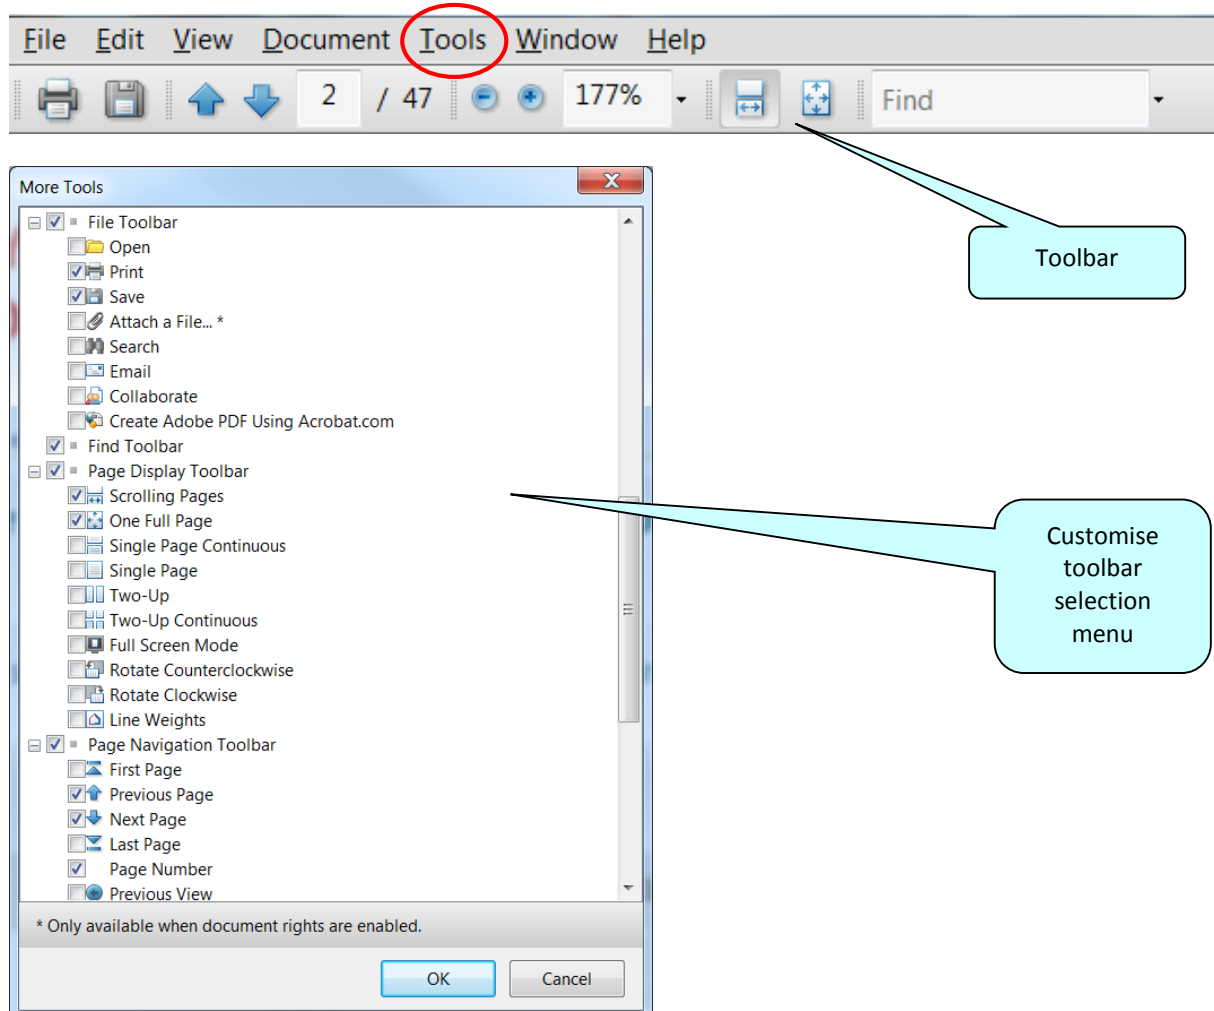 File Edit View Document Tools Window Help
2 / 47 177% Find
Toolbar
More Tools
File Toolbar
Open
Print
Save
Attach a File... *
Search
Email
Collaborate
Create Adobe PDF Using Acrobat.com
Find Toolbar
Page Display Toolbar
Scrolling Pages
One Full Page
Single Page Continuous
Single Page
Two-Up
Two-Up Continuous
Full Screen Mode
Rotate Counterclockwise
Rotate Clockwise
Line Weights
Page Navigation Toolbar
First Page
Previous Page
Next Page
Last Page
Page Number
Previous View
* Only available when document rights are enabled.
OK Cancel
Customise
toolbar
selection
menu